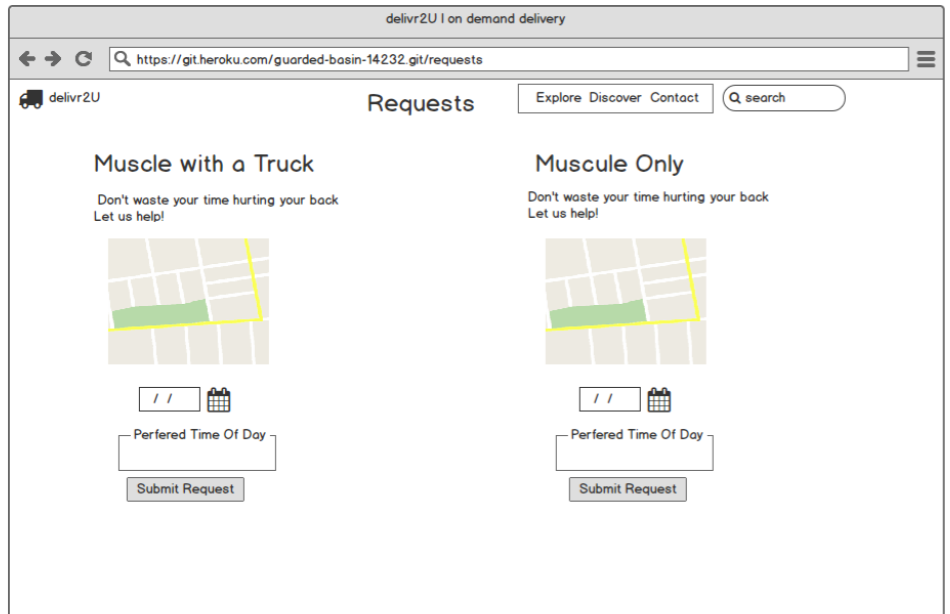 delivr2U | on demand delivery
https://git.heroku.com/guarded-basin-14232.git/requests
delivr2U
Requests
Explore Discover Contact
search
Muscle with a Truck
Don't waste your time hurting your back
Let us help!
/ /
Perfered Time Of Day
Submit Request
Muscule Only
Don't waste your time hurting your back
Let us help!
/ /
Perfered Time Of Day
Submit Request